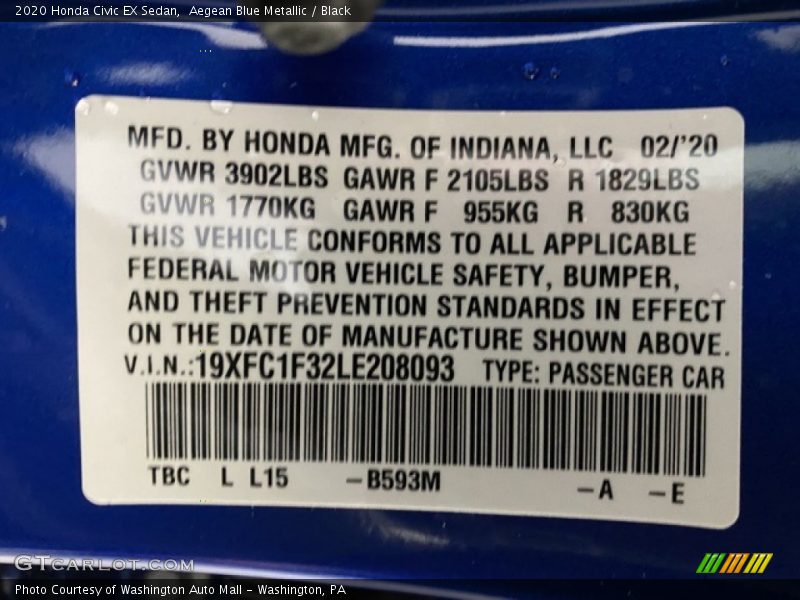 2020 Honda Civic EX Sedan,  Aegean Blue Metallic / Black
MFD. BY HONDA MFG. OF INDIANA, LLC 02/'20
GVWR 3902LBS GAWR F 2105LBS R 1829LBS
GVWR 1770KG GAWR F 955KG R 830KG
THIS VEHICLE CONFORMS TO ALL APPLICABLE
FEDERAL MOTOR VEHICLE SAFETY, BUMPER,
AND THEFT PREVENTION STANDARDS IN EFFECT
ON THE DATE OF MANUFACTURE SHOWN ABOVE.
V.I.N.:19XFC1F32LE208093 TYPE: PASSENGER CAR
TBC L L15 –B593M –A –E
GTCARLOT.COM
Photo Courtesy of Washington Auto Mall - Washington, PA